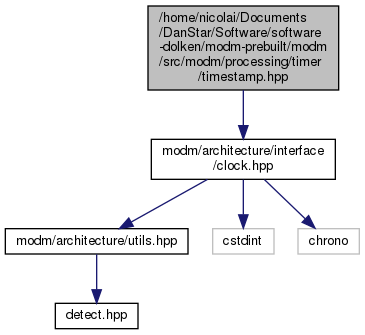 /home/nicolai/Documents
/DanStar/Software/software
-dolken/modm-prebuilt/modm
/src/modm/processing/timer
/timestamp.hpp
modm/architecture/interface
/clock.hpp
modm/architecture/utils.hpp
cstdint
chrono
detect.hpp